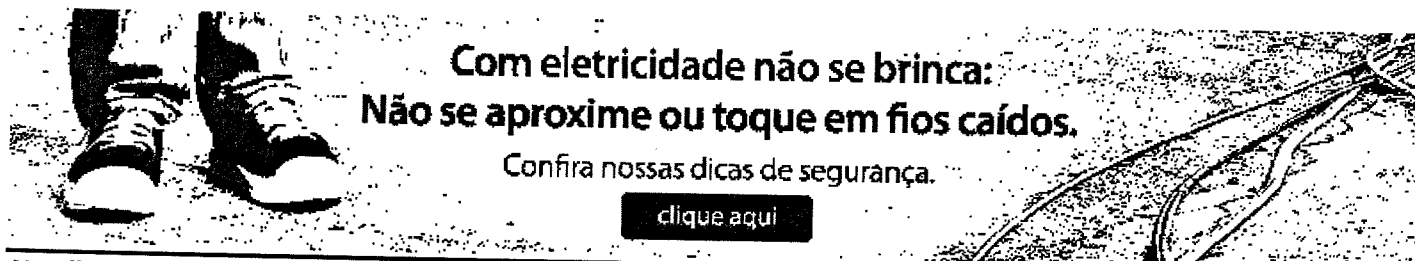 Com eletricidade não se brinca:
Não se aproxime ou toque em fios caídos.
Confira nossas dicas de segurança.
clique aqui